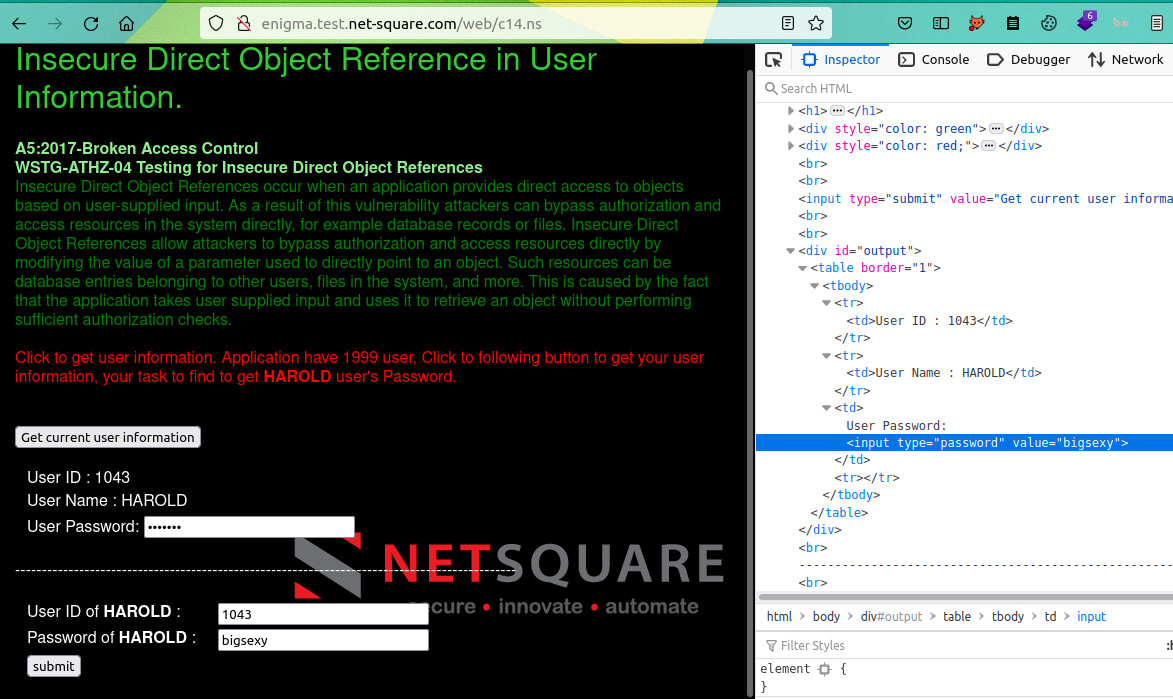 enigma.test.net-square.com/web/c14.ns
6
Insecure Direct Object Reference in User
Information.
A5:2017-Broken Access Control
WSTG-ATHZ-04 Testing for Insecure Direct Object References
Insecure Direct Object References occur when an application provides direct access to objects
based on user-supplied input. As a result of this vulnerability attackers can bypass authorization and
access resources in the system directly, for example database records or files. Insecure Direct
Object References allow attackers to bypass authorization and access resources directly by
modifying the value of a parameter used to directly point to an object. Such resources can be
database entries belonging to other users, files in the system, and more. This is caused by the fact
that the application takes user supplied input and uses it to retrieve an object without performing
sufficient authorization checks.
Click to get user information. Application have 1999 user, Click to following button to get your user
information, your task to find to get HAROLD user's Password.
Get current user information
User ID : 1043
User Name : HAROLD
User Password: •••••••
NETSQUARE
secure • innovate • automate
User ID of HAROLD : 1043
Password of HAROLD : bigsexy
submit
Inspector Console Debugger Network
Search HTML
<h1>⋯</h1>
<div style="color: green">⋯</div>
<div style="color: red;">⋯</div>
<br>
<br>
<input type="submit" value="Get current user informa
<br>
<br>
<div id="output">
<table border="1">
<tbody>
<tr>
<td>User ID : 1043</td>
</tr>
<tr>
<td>User Name : HAROLD</td>
</tr>
<td>
User Password:
<input type="password" value="bigsexy">
</td>
<tr></tr>
</tbody>
</table>
</div>
<br>
--------------------------------------------------
<br>
html > body > div#output > table > tbody > tr > td > input
Filter Styles :h
element {
}